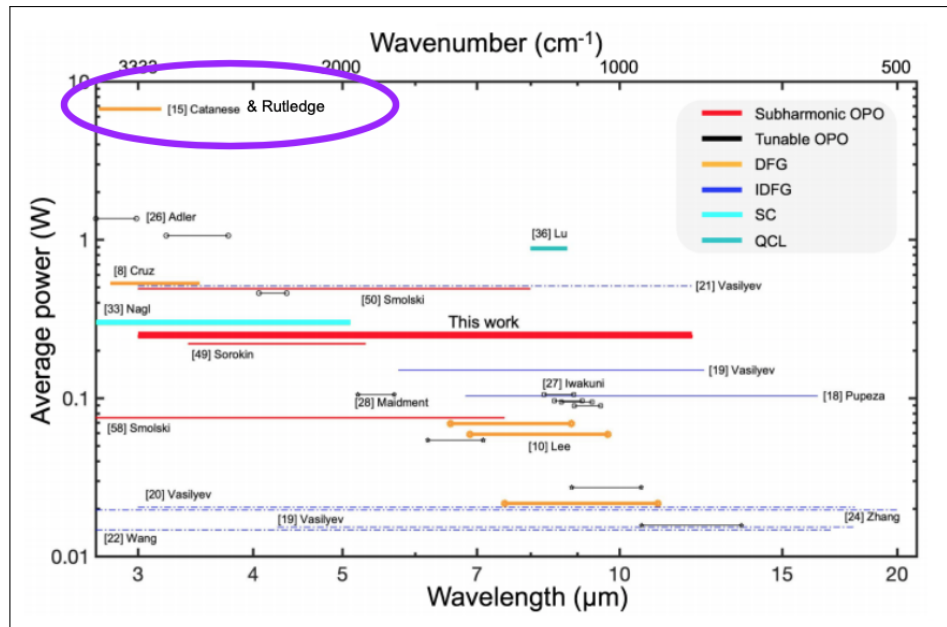 Wavenumber (cm-1)
3333 2000 1000 500
10
[15] Catanese & Rutledge
Subharmonic OPO
Tunable OPO
DFG
IDFG
SC
QCL
[26] Adler
[36] Lu
1
[8] Cruz
[21] Vasilyev
[50] Smolski
[33] Nagl
This work
[49] Sorokin
[19] Vasilyev
[27] Iwakuni
0.1
[28] Maidment
[18] Pupeza
[58] Smolski
[10] Lee
[20] Vasilyev
[19] Vasilyev
[24] Zhang
[22] Wang
0.01
Average power (W)
3 4 5 7 10 15 20
Wavelength (μm)